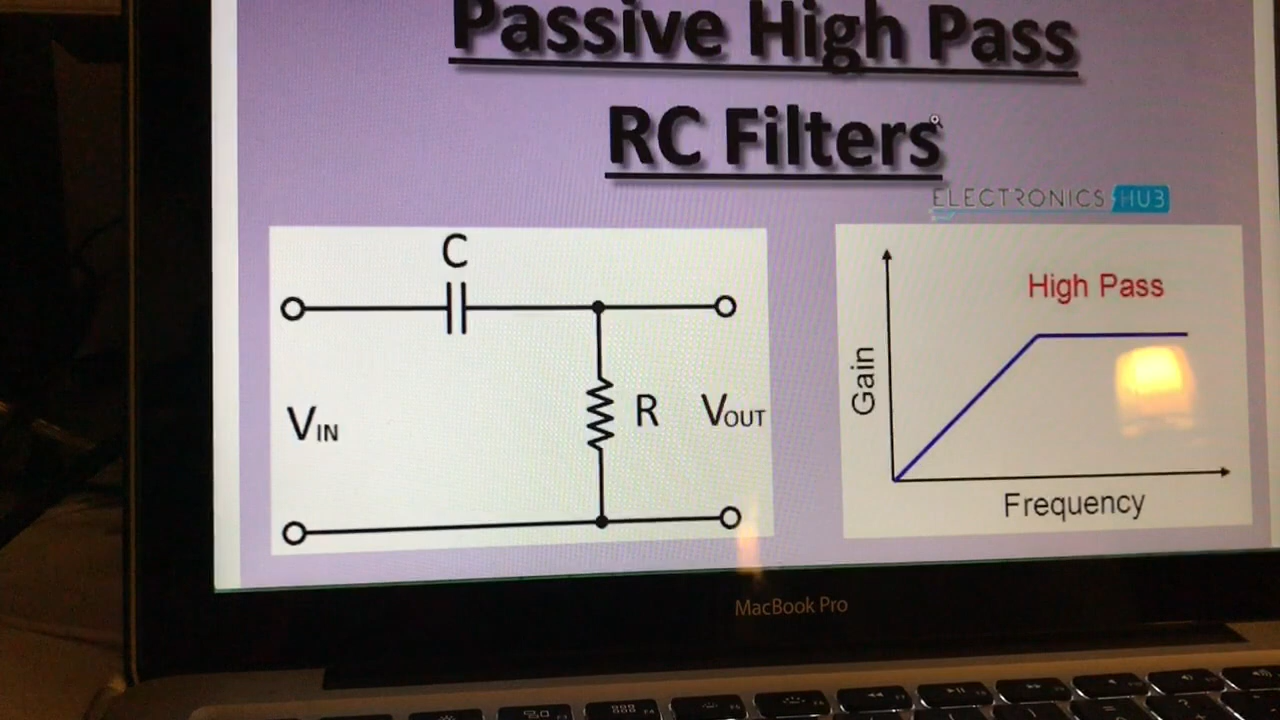 Passive High Pass
RC Filters
ELECTRONICS HUB
C
High Pass
Gain
R
VOUT
VIN
Frequency
MacBook Pro